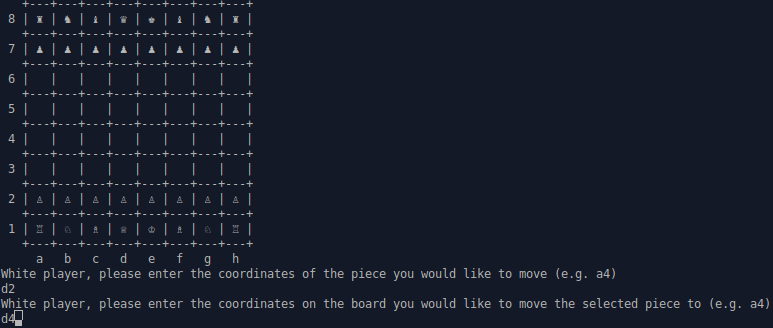 +---+---+---+---+---+---+---+---+
8 | ♜ | ♞ | ♝ | ♛ | ♚ | ♝ | ♞ | ♜ |
+---+---+---+---+---+---+---+---+
7 | ♟ | ♟ | ♟ | ♟ | ♟ | ♟ | ♟ | ♟ |
+---+---+---+---+---+---+---+---+
6 |   |   |   |   |   |   |   |   |
+---+---+---+---+---+---+---+---+
5 |   |   |   |   |   |   |   |   |
+---+---+---+---+---+---+---+---+
4 |   |   |   |   |   |   |   |   |
+---+---+---+---+---+---+---+---+
3 |   |   |   |   |   |   |   |   |
+---+---+---+---+---+---+---+---+
2 | ♙ | ♙ | ♙ | ♙ | ♙ | ♙ | ♙ | ♙ |
+---+---+---+---+---+---+---+---+
1 | ♖ | ♘ | ♗ | ♕ | ♔ | ♗ | ♘ | ♖ |
+---+---+---+---+---+---+---+---+
a b c d e f g h
White player, please enter the coordinates of the piece you would like to move (e.g. a4)
d2
White player, please enter the coordinates on the board you would like to move the selected piece to (e.g. a4)
d4